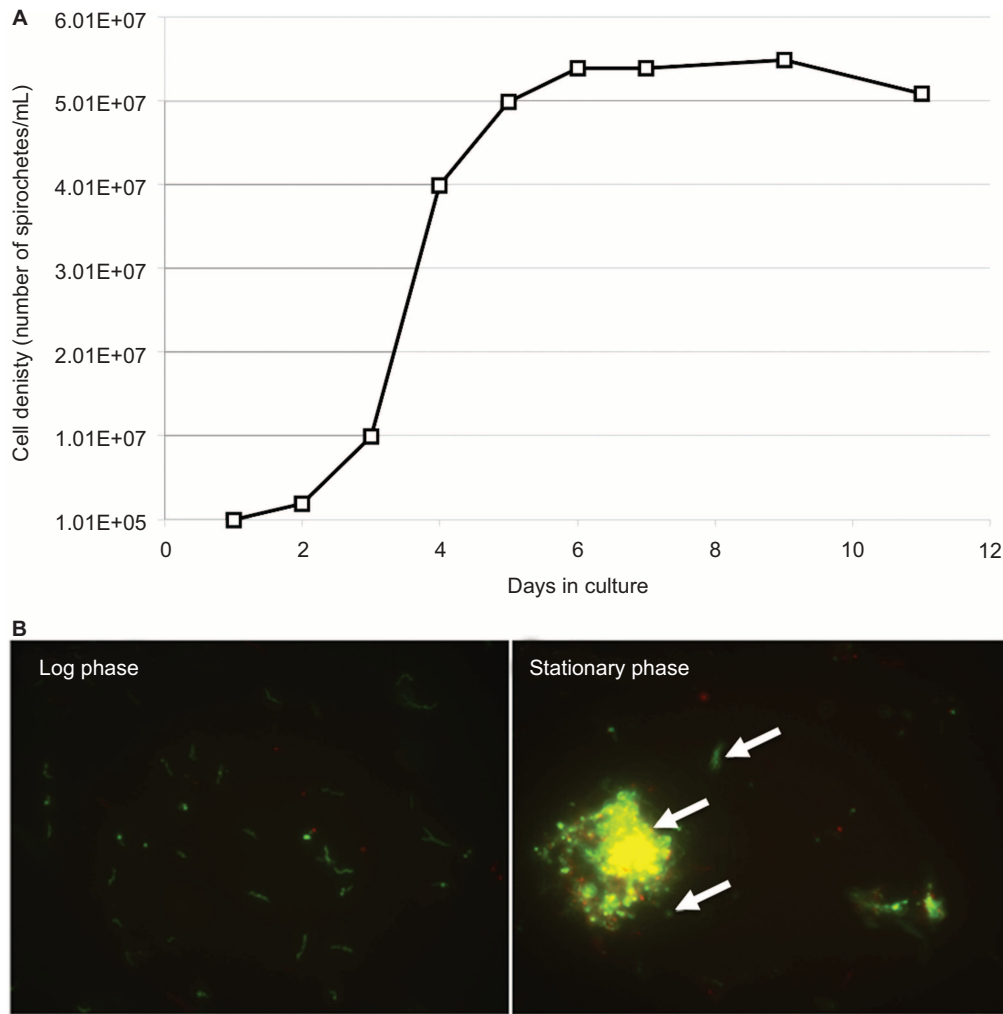 A
6.01E+07
5.01E+07
4.01E+07
3.01E+07
2.01E+07
1.01E+07
1.01E+05
Cell denisty (number of spirochetes/mL)
0 2 4 6 8 10 12
Days in culture
B
Log phase
Stationary phase